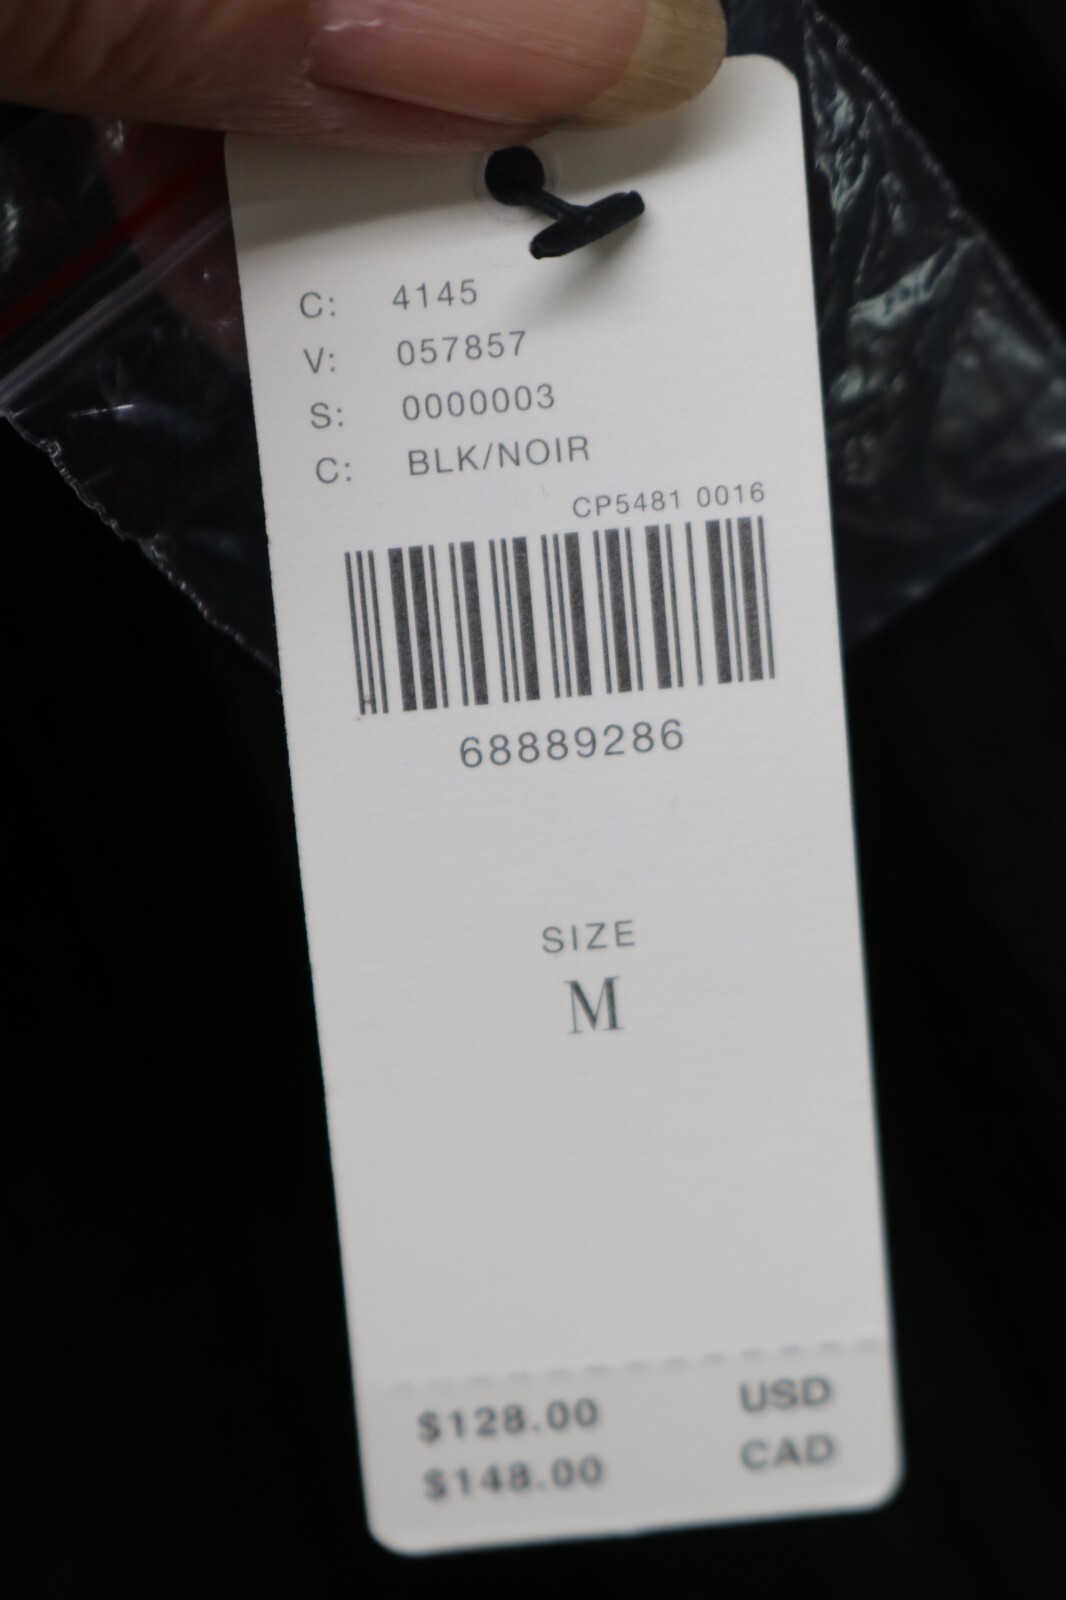 C: 4145
V: 057857
S: 0000003
C: BLK/NOIR
CP5481 0016
68889286
SIZE
M
$128.00 USD
$148.00 CAD